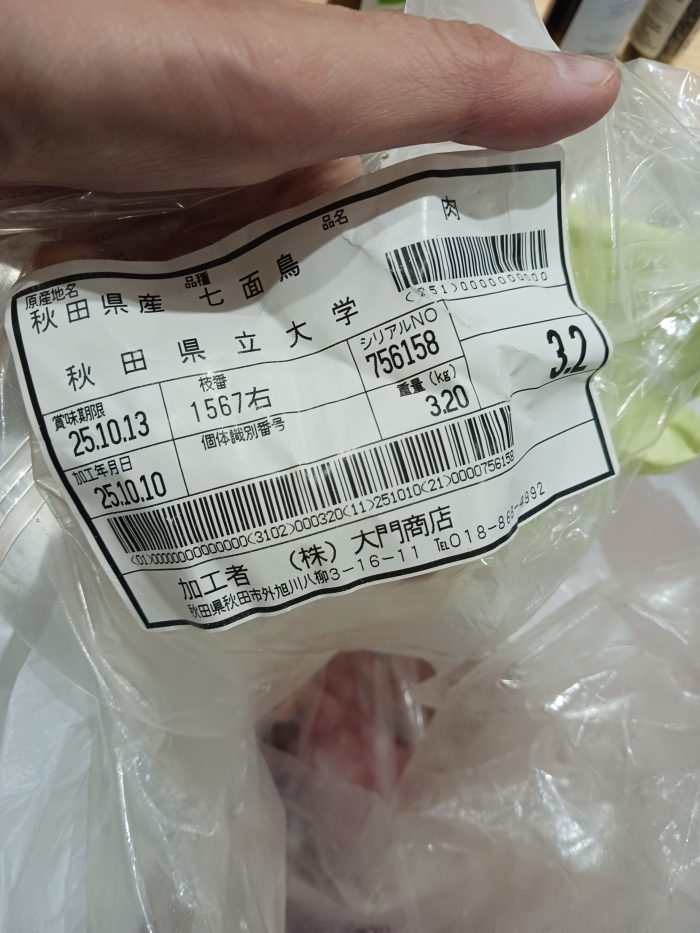 原産地名 秋田県産 品種 七面鳥 品名 肉
秋田県立大学
(251)0000000000
賞味期限 25.10.13 枝番 1567右 シリアルNO 756158 3.2
加工年月日 25.10.10 個体識別番号 重量(kg) 3.20
(01)00000000000000(3102)000320(11)251010(21)0000756158
加工者 (株)大門商店
秋田県秋田市外旭川八柳3-16-11 TEL018-868-4992